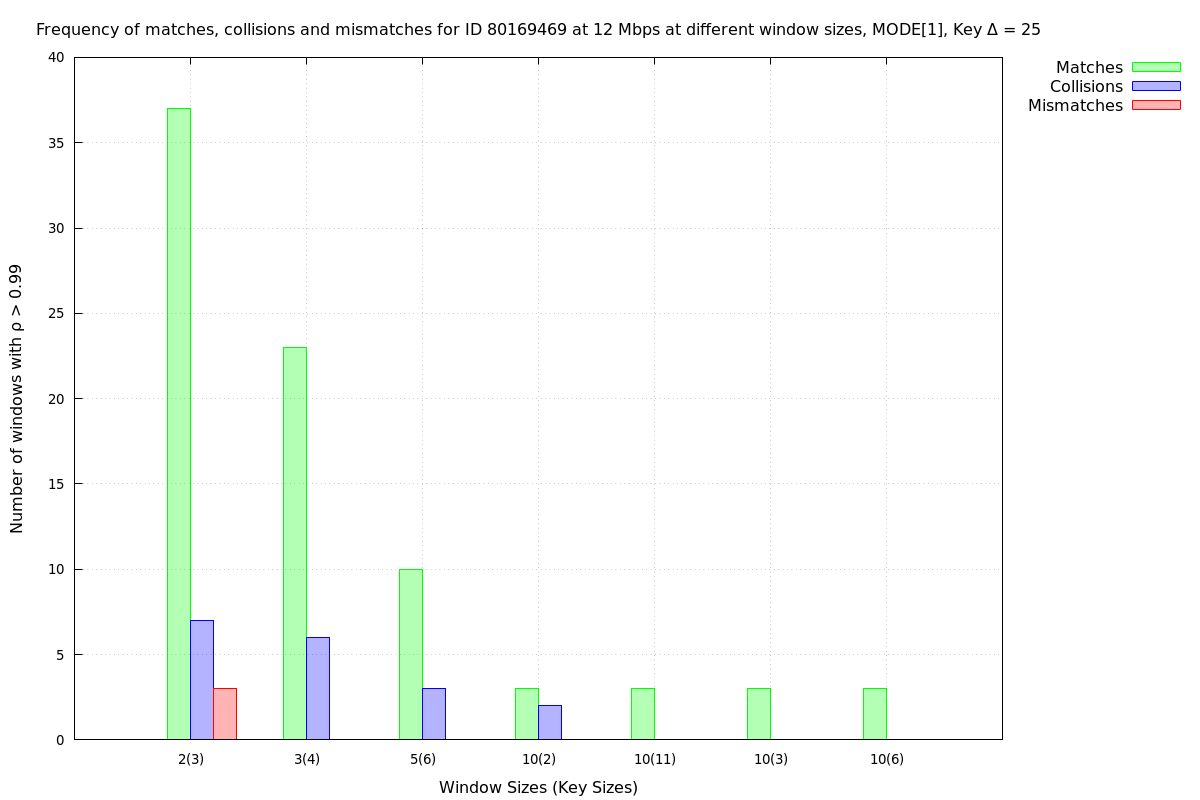 Frequency of matches, collisions and mismatches for ID 80169469 at 12 Mbps at different window sizes, MODE[1], Key Δ = 25
Matches
Collisions
Mismatches
Number of windows with ρ > 0.99
40
35
30
25
20
15
10
5
0
2(3) 3(4) 5(6) 10(2) 10(11) 10(3) 10(6)
Window Sizes (Key Sizes)